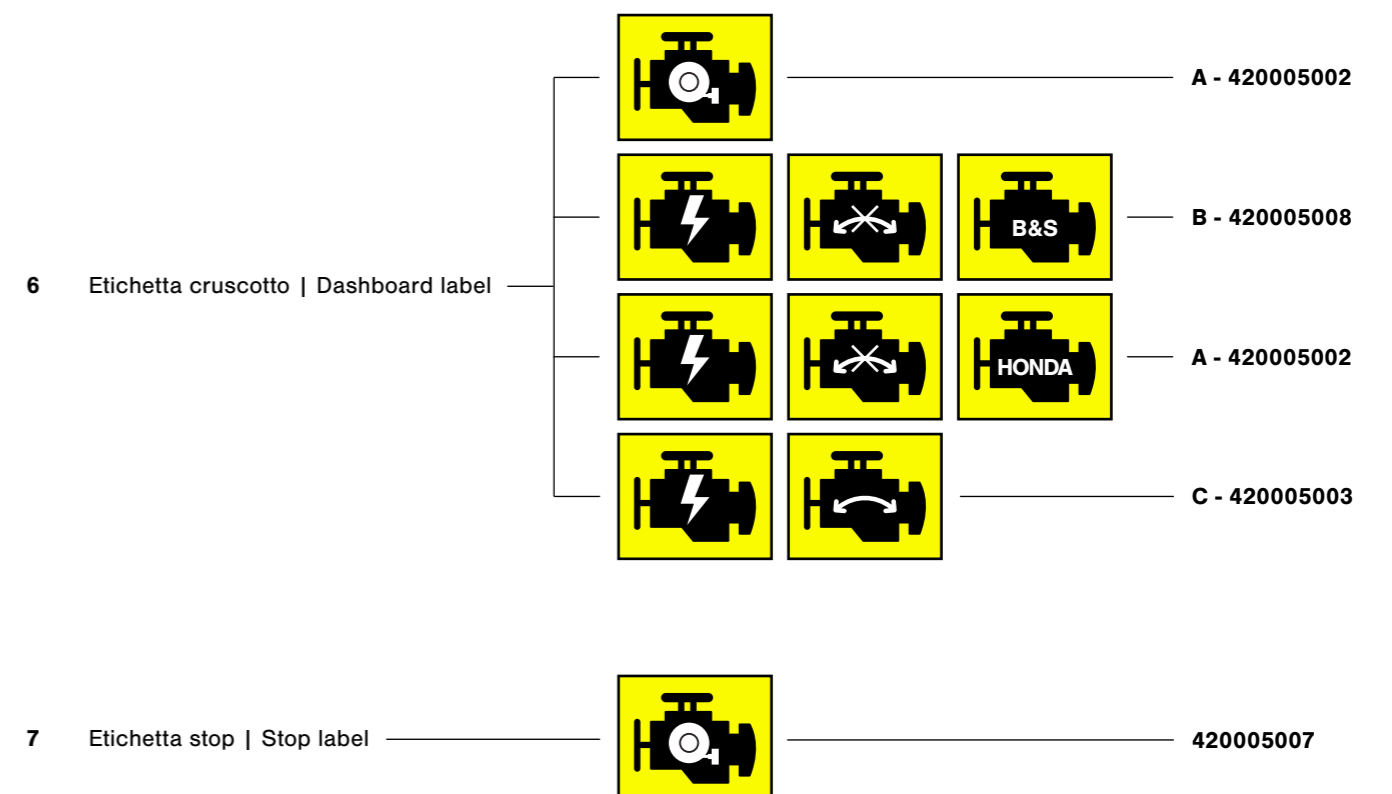 A - 420005002
B&S
B - 420005008
6 Etichetta cruscotto | Dashboard label
HONDA
A - 420005002
C - 420005003
7 Etichetta stop | Stop label
420005007